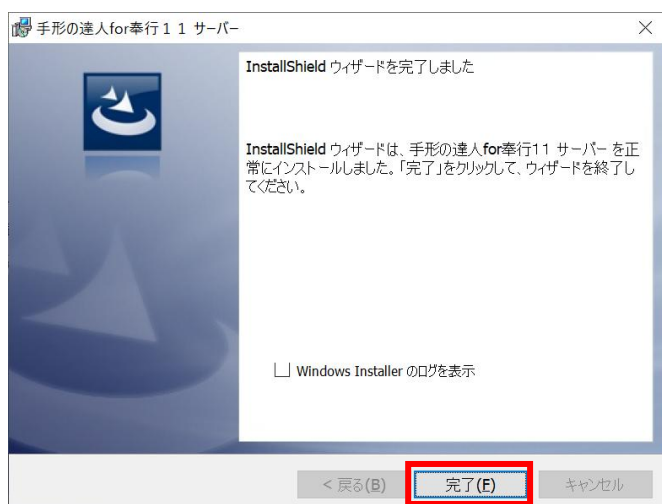 手形の達人for奉行１１ サーバー
InstallShield ウィザードを完了しました
InstallShield ウィザードは、手形の達人for奉行11 サーバー を正
常にインストールしました。「完了」をクリックして、ウィザードを終了し
てください。
Windows Installer のログを表示
< 戻る(B) 完了(F) キャンセル